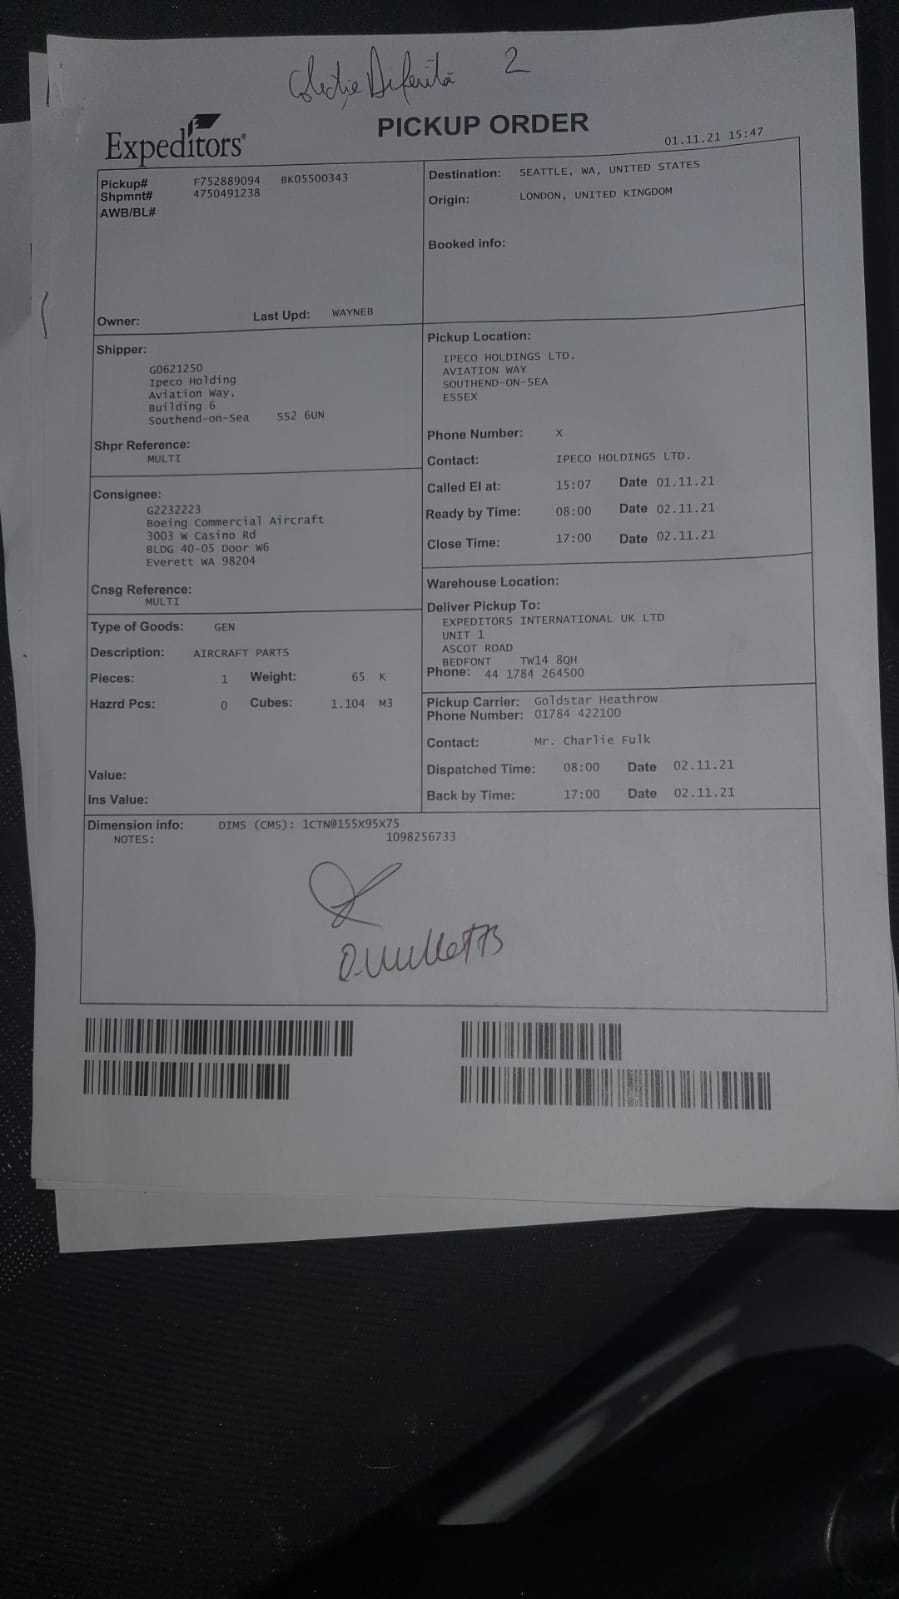 Colectie Diferită 2
Expeditors®
PICKUP ORDER
01.11.21 15:47
Pickup# F752889094 BK05500343
Shpmnt# 4750491238
AWB/BL#
Owner: Last Upd: WAYNEB
Destination: SEATTLE, WA, UNITED STATES
Origin: LONDON, UNITED KINGDOM
Booked info:
Shipper:
G0621250
Ipeco Holding
Aviation Way,
Building 6
Southend-on-Sea SS2 6UN
Shpr Reference:
MULTI
Pickup Location:
IPECO HOLDINGS LTD.
AVIATION WAY
SOUTHEND-ON-SEA
ESSEX
Phone Number: X
Contact: IPECO HOLDINGS LTD.
Called EI at: 15:07 Date 01.11.21
Ready by Time: 08:00 Date 02.11.21
Close Time: 17:00 Date 02.11.21
Consignee:
G2232223
Boeing Commercial Aircraft
3003 W Casino Rd
BLDG 40-05 Door W6
Everett WA 98204
Cnsg Reference:
MULTI
Warehouse Location:
Deliver Pickup To:
EXPEDITORS INTERNATIONAL UK LTD
UNIT 1
ASCOT ROAD
BEDFONT TW14 8QH
Phone: 44 1784 264500
Type of Goods: GEN
Description: AIRCRAFT PARTS
Pieces: 1 Weight: 65 K
Hazrd Pcs: 0 Cubes: 1.104 M3
Value:
Ins Value:
Pickup Carrier: Goldstar Heathrow
Phone Number: 01784 422100
Contact: Mr. Charlie Fulk
Dispatched Time: 08:00 Date 02.11.21
Back by Time: 17:00 Date 02.11.21
Dimension info: DIMS (CMS): 1CTN@155X95X75
NOTES: 1098256733